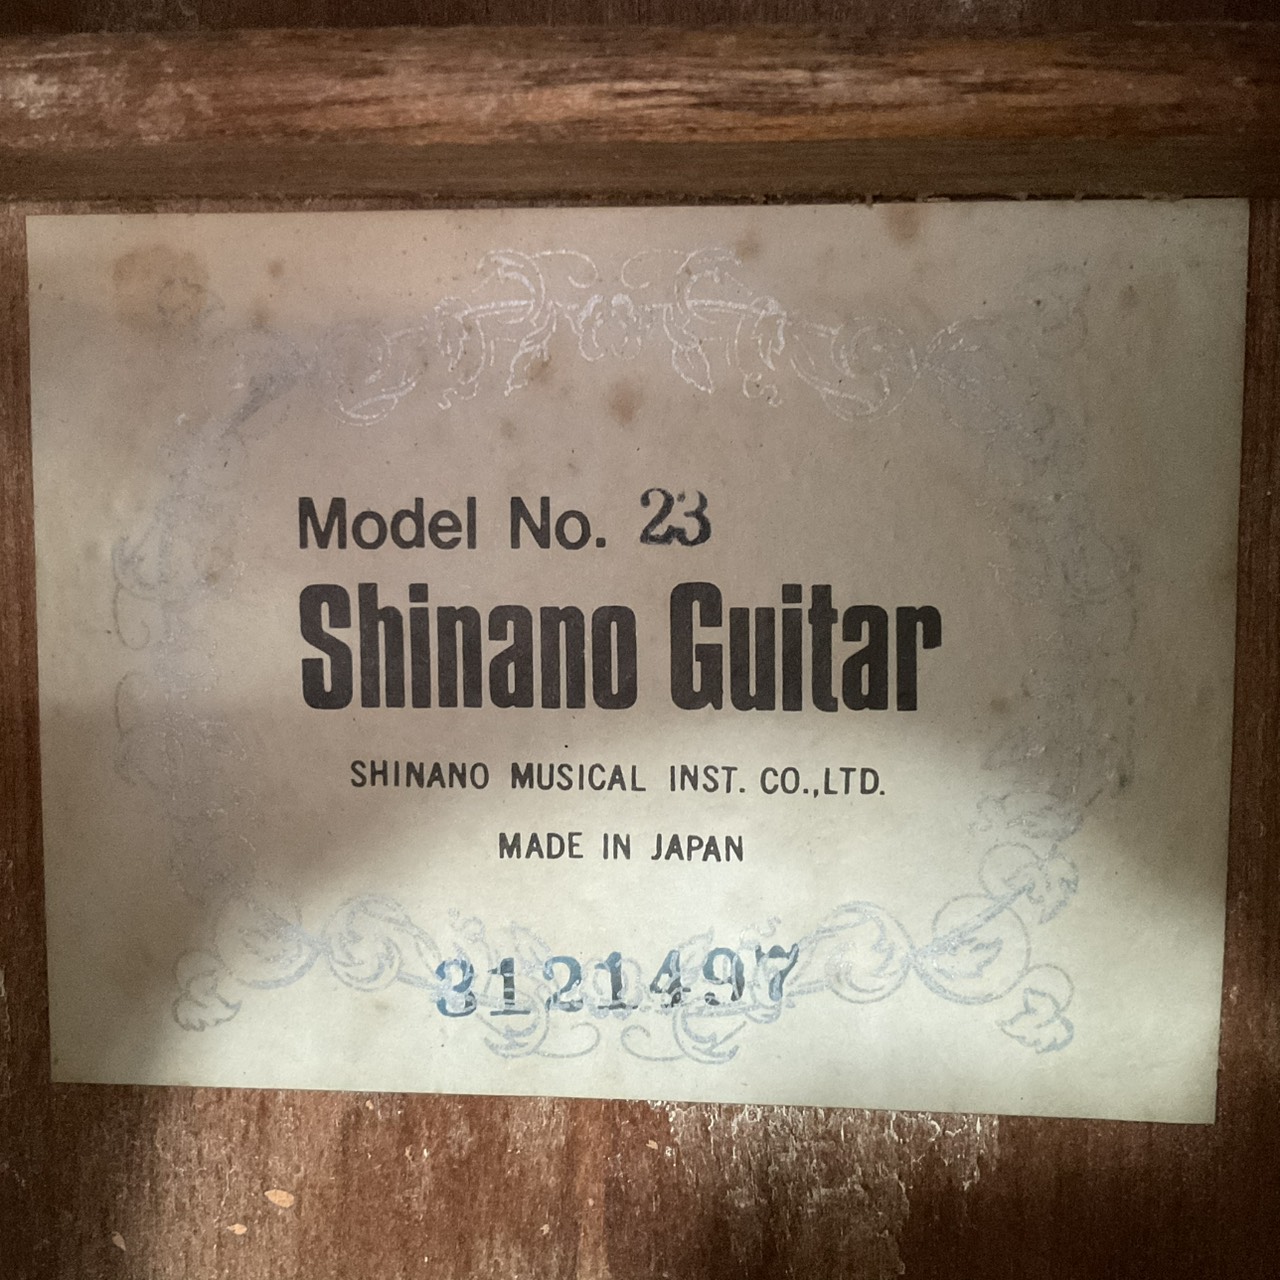 Model No. 23
Shinano Guitar
SHINANO MUSICAL INST. CO.,LTD.
MADE IN JAPAN
3121497